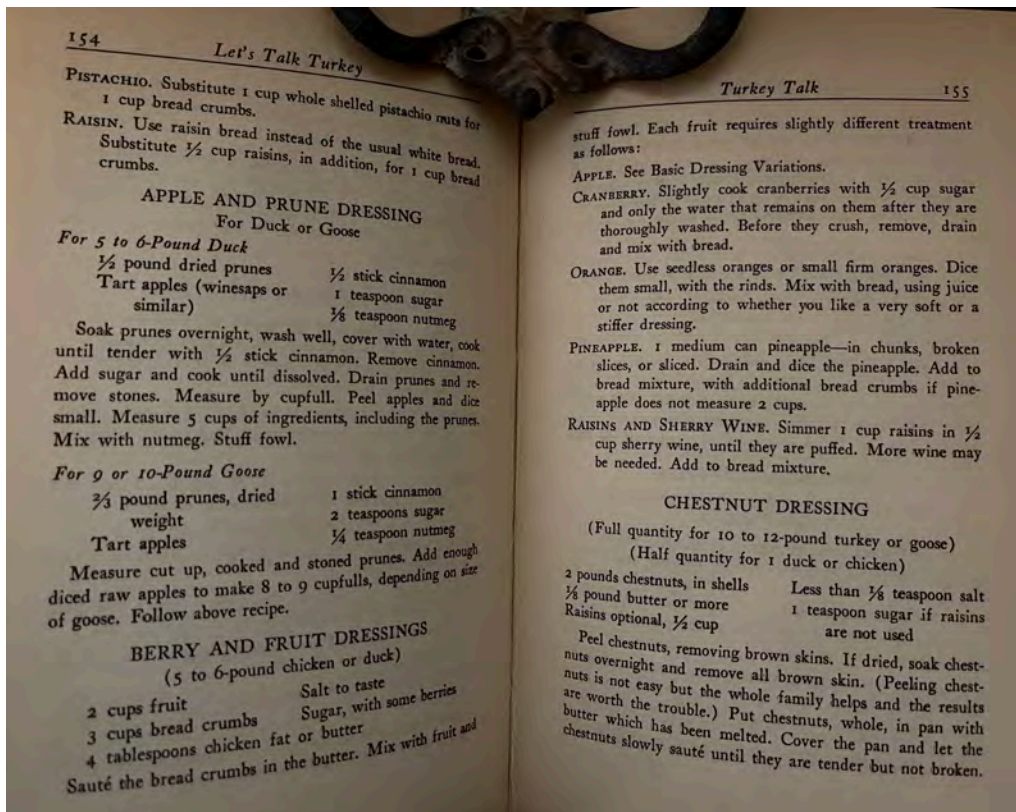 154
Let's Talk Turkey
PISTACHIO. Substitute 1 cup whole shelled pistachio nuts for
1 cup bread crumbs.
RAISIN. Use raisin bread instead of the usual white bread.
Substitute ½ cup raisins, in addition, for 1 cup bread
crumbs.
APPLE AND PRUNE DRESSING
For Duck or Goose
For 5 to 6-Pound Duck
½ pound dried prunes
Tart apples (winesaps or
similar)
½ stick cinnamon
1 teaspoon sugar
⅛ teaspoon nutmeg
Soak prunes overnight, wash well, cover with water, cook
until tender with ½ stick cinnamon. Remove cinnamon.
Add sugar and cook until dissolved. Drain prunes and re-
move stones. Measure by cupfull. Peel apples and dice
small. Measure 5 cups of ingredients, including the prunes.
Mix with nutmeg. Stuff fowl.
For 9 or 10-Pound Goose
⅔ pound prunes, dried
weight
Tart apples
1 stick cinnamon
2 teaspoons sugar
¼ teaspoon nutmeg
Measure cut up, cooked and stoned prunes. Add enough
diced raw apples to make 8 to 9 cupfulls, depending on size
of goose. Follow above recipe.
BERRY AND FRUIT DRESSINGS
(5 to 6-pound chicken or duck)
2 cups fruit
3 cups bread crumbs
4 tablespoons chicken fat or butter
Salt to taste
Sugar, with some berries
Sauté the bread crumbs in the butter. Mix with fruit and
Turkey Talk
155
stuff fowl. Each fruit requires slightly different treatment
as follows:
APPLE. See Basic Dressing Variations.
CRANBERRY. Slightly cook cranberries with ½ cup sugar
and only the water that remains on them after they are
thoroughly washed. Before they crush, remove, drain
and mix with bread.
ORANGE. Use seedless oranges or small firm oranges. Dice
them small, with the rinds. Mix with bread, using juice
or not according to whether you like a very soft or a
stiffer dressing.
PINEAPPLE. 1 medium can pineapple—in chunks, broken
slices, or sliced. Drain and dice the pineapple. Add to
bread mixture, with additional bread crumbs if pine-
apple does not measure 2 cups.
RAISINS AND SHERRY WINE. Simmer 1 cup raisins in ½
cup sherry wine, until they are puffed. More wine may
be needed. Add to bread mixture.
CHESTNUT DRESSING
(Full quantity for 10 to 12-pound turkey or goose)
(Half quantity for 1 duck or chicken)
2 pounds chestnuts, in shells
⅛ pound butter or more
Raisins optional, ½ cup
Less than ⅛ teaspoon salt
1 teaspoon sugar if raisins
are not used
Peel chestnuts, removing brown skins. If dried, soak chest-
nuts overnight and remove all brown skin. (Peeling chest-
nuts is not easy but the whole family helps and the results
are worth the trouble.) Put chestnuts, whole, in pan with
butter which has been melted. Cover the pan and let the
chestnuts slowly sauté until they are tender but not broken.